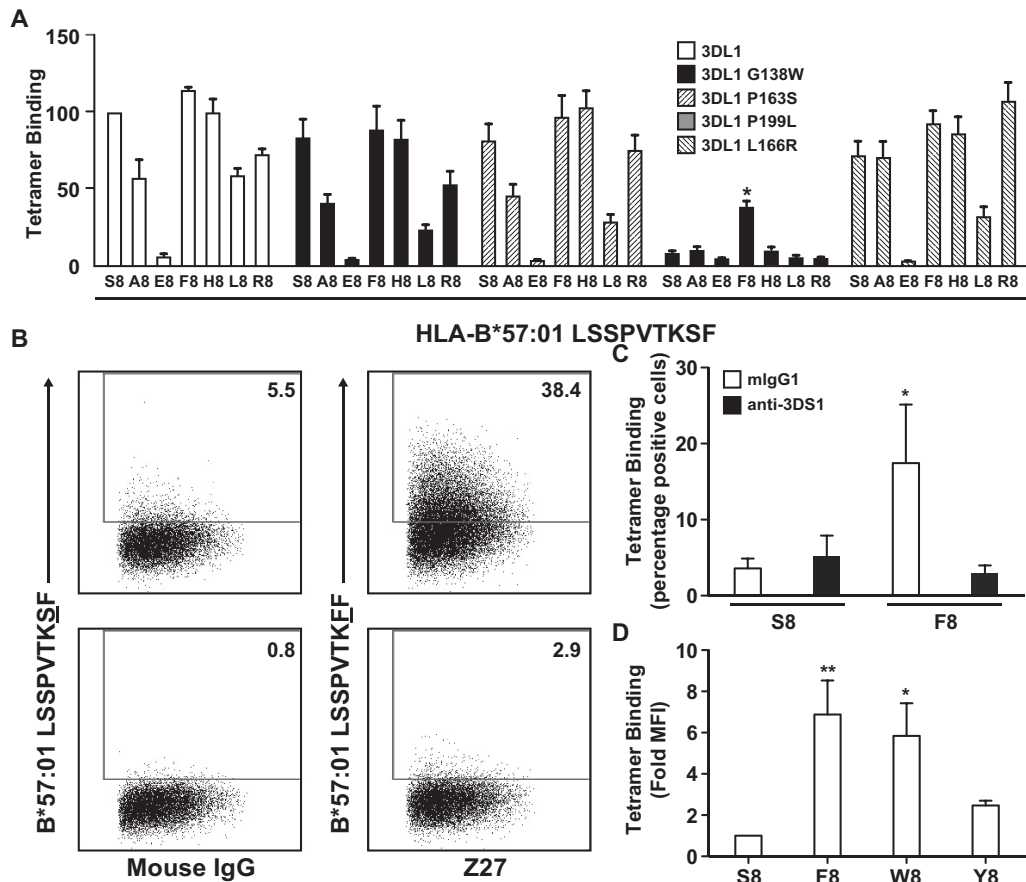 A
Tetramer Binding
150
100
50
0
3DL1
3DL1 G138W
3DL1 P163S
3DL1 P199L
3DL1 L166R
*
S8 A8 E8 F8 H8 L8 R8 S8 A8 E8 F8 H8 L8 R8 S8 A8 E8 F8 H8 L8 R8 S8 A8 E8 F8 H8 L8 R8 S8 A8 E8 F8 H8 L8 R8
HLA-B*57:01 LSSPVTKSF
B
B*57:01 LSSPVTKSF
B*57:01 LSSPVTKFF
5.5
38.4
0.8
2.9
Mouse IgG
Z27
C
Tetramer Binding
(percentage positive cells)
30
20
10
0
mIgG1
anti-3DS1
*
S8 F8
D
Tetramer Binding
(Fold MFI)
10
8
6
4
2
0
**
*
S8 F8 W8 Y8